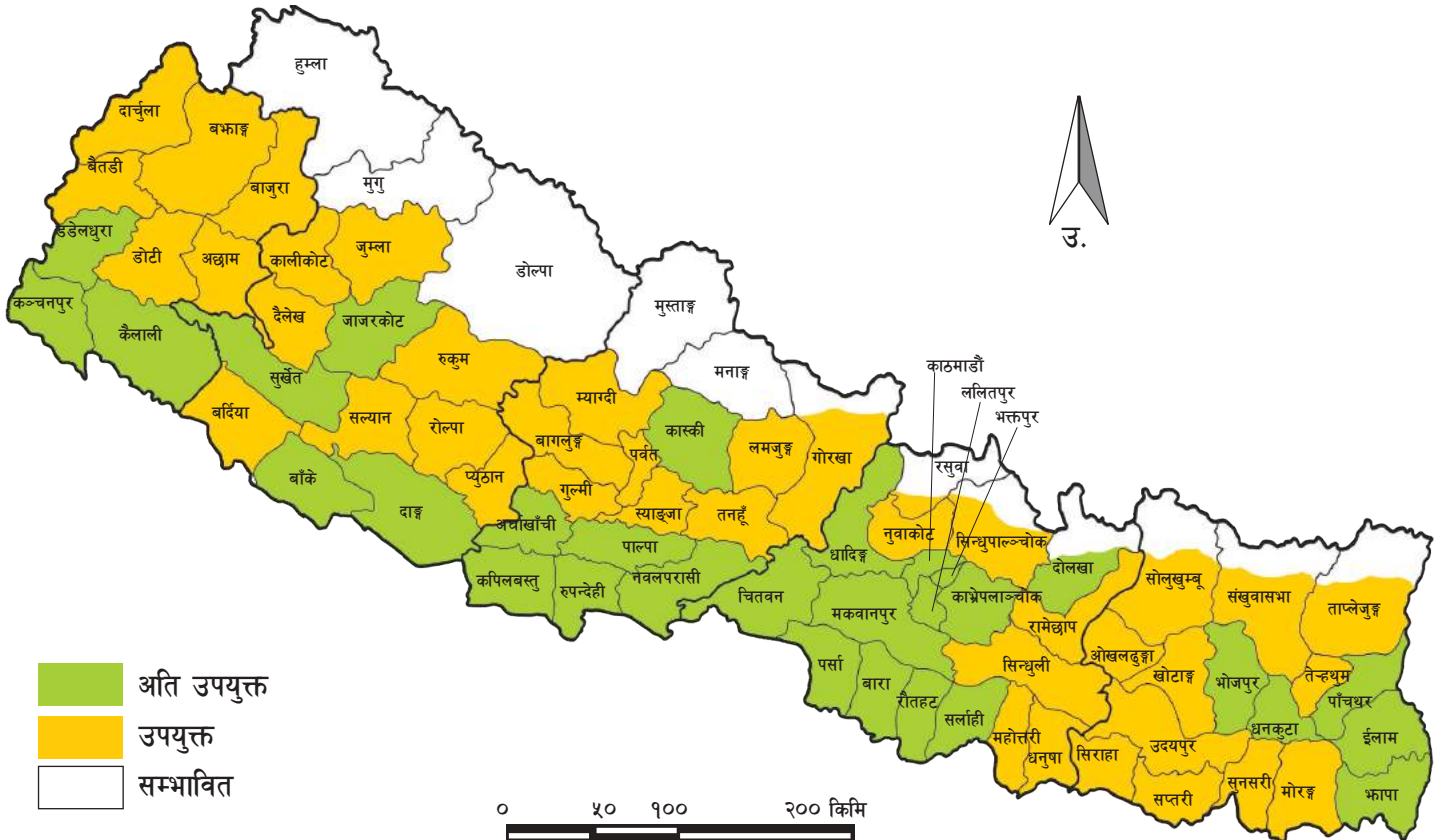 हुम्ला
दार्चुला
बझाङ्ग
बैतडी
बाजुरा
मुगु
डडेलधुरा
डोटी
अछाम
कालीकोट
जुम्ला
डोल्पा
उ.
कञ्चनपुर
कैलाली
दैलेख
जाजरकोट
मुस्ताङ्ग
सुर्खेत
रुकुम
मनाङ्ग
काठमाडौं
ललितपुर
भक्तपुर
बर्दिया
सल्यान
रोल्पा
म्याग्दी
बागलुङ्ग
पर्वत
कास्की
लमजुङ्ग
गोरखा
रसुवा
बाँके
दाङ्ग
प्युठान
गुल्मी
अर्घाखाँची
स्याङ्जा
तनहूँ
पाल्पा
धादिङ्ग
नुवाकोट
सिन्धुपाल्ञ्चोक
दोलखा
सोलुखुम्बू
संखुवासभा
ताप्लेजुङ्ग
कपिलबस्तु
रुपन्देही
नवलपरासी
चितवन
मकवानपुर
काभ्रेपलाञ्चोक
रामेछाप
सिन्धुली
ओखलढुङ्गा
खोटाङ्ग
भोजपुर
तेऱ्हथुम
पाँचथर
धनकुटा
ईलाम
पर्सा
बारा
रौतहट
सर्लाही
महोत्तरी
धनुषा
सिराहा
उदयपुर
सप्तरी
सुनसरी
मोरङ्ग
झापा
अति उपयुक्त
उपयुक्त
सम्भावित
० ५० १०० २०० किमि